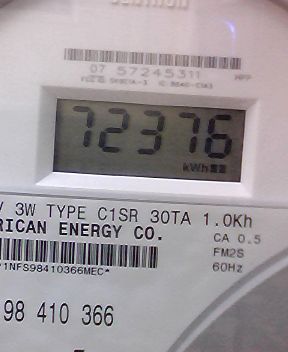 07 57245311 MPP
72376
kWh
V 3W TYPE C1SR 30TA 1.0Kh
RICAN ENERGY CO. CA 0.5
FM2S
60Hz
*1NFS98410366MEC*
98 410 366